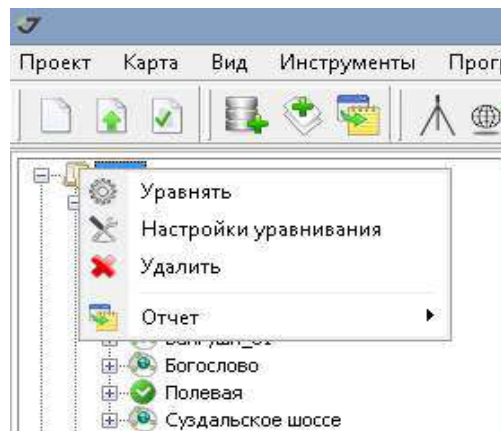 Проект Карта Вид Инструменты
Уравнять
Настройки уравнивания
Удалить
Отчет
Богослово
Полевая
Суздальское шоссе